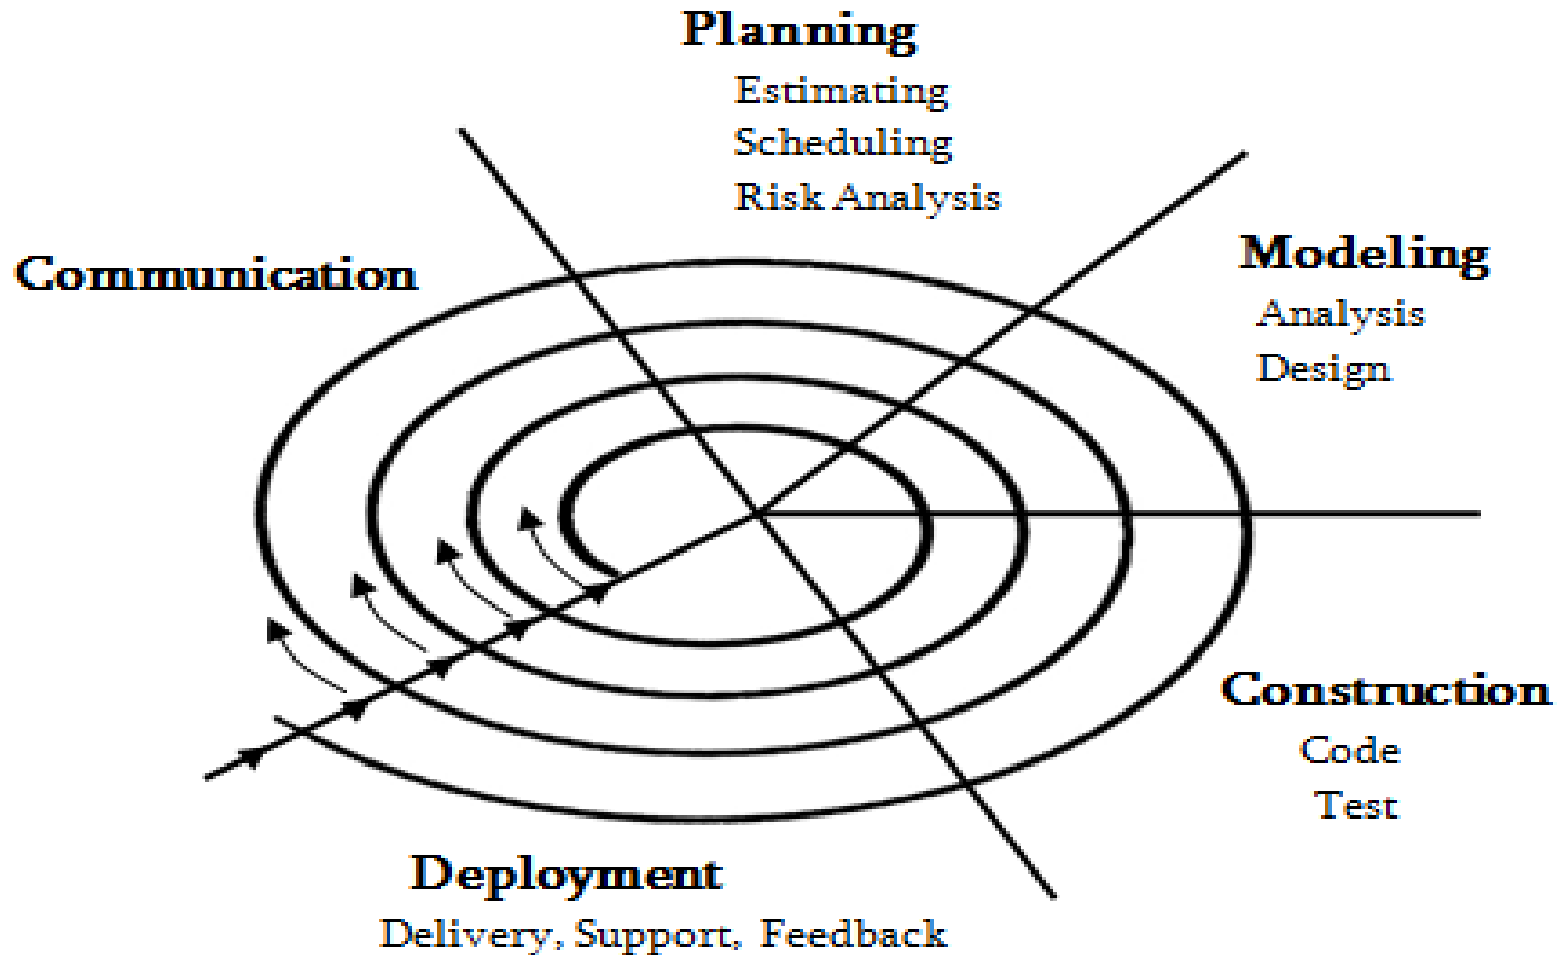 Planning
Estimating
Scheduling
Risk Analysis
Communication
Modeling
Analysis
Design
Construction
Code
Test
Deployment
Delivery, Support, Feedback